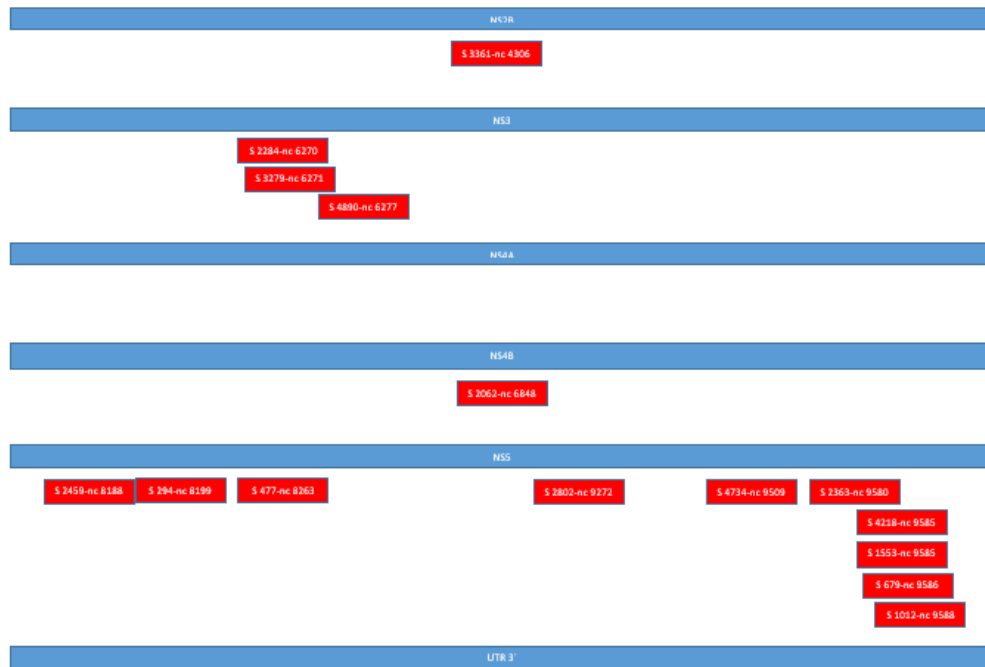 NS2B
S 3361-nc 4306
NS3
S 2284-nc 6270
S 3279-nc 6271
S 4890-nc 6277
NS4A
NS4B
S 2062-nc 6848
NS5
S 2459-nc 8188 S 294-nc 8199 S 477-nc 8263 S 2802-nc 9272 S 4734-nc 9509 S 2363-nc 9580
S 4218-nc 9585
S 1553-nc 9585
S 679-nc 9586
S 1012-nc 9588
UTR 3'